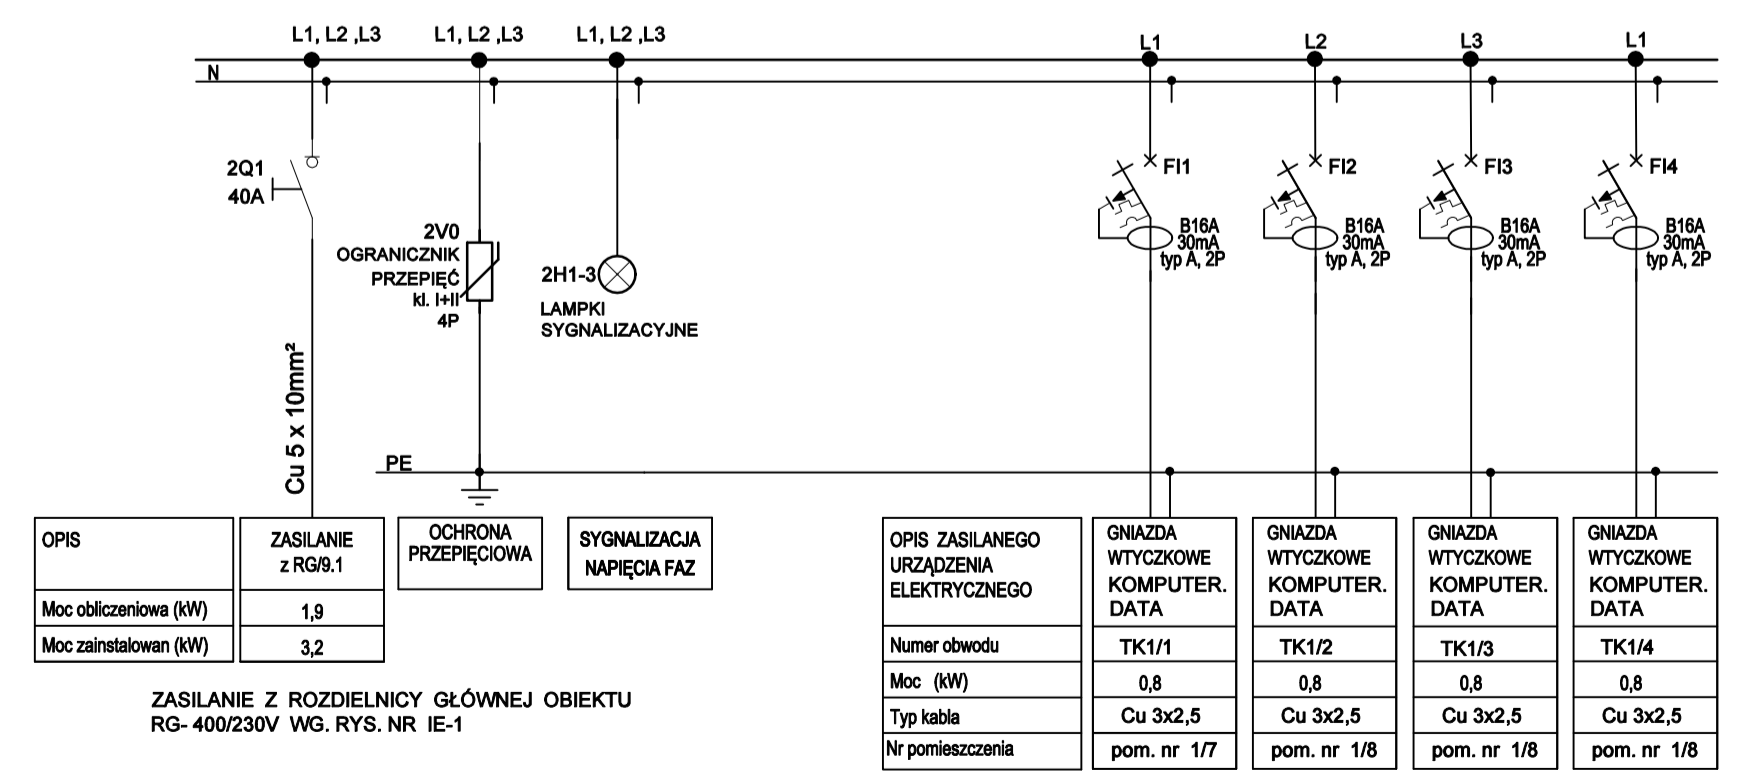 L1, L2 ,L3
L1, L2 ,L3
L1, L2 ,L3
L1
L2
L3
L1
N
2Q1
40A
Cu 5 x 10mm²
2V0
OGRANICZNIK
PRZEPIĘĆ
kl. I+II
4P
2H1-3
LAMPKI
SYGNALIZACYJNE
FI1
B16A
30mA
typ A, 2P
FI2
B16A
30mA
typ A, 2P
FI3
B16A
30mA
typ A, 2P
FI4
B16A
30mA
typ A, 2P
PE
OPIS
ZASILANIE
z RG/9.1
Moc obliczeniowa (kW)
1,9
Moc zainstalowan (kW)
3,2
OCHRONA
PRZEPIĘCIOWA
SYGNALIZACJA
NAPIĘCIA FAZ
ZASILANIE Z ROZDIELNICY GŁÓWNEJ OBIEKTU
RG- 400/230V WG. RYS. NR IE-1
OPIS ZASILANEGO
URZĄDZENIA
ELEKTRYCZNEGO
GNIAZDA
WTYCZKOWE
KOMPUTER.
DATA
GNIAZDA
WTYCZKOWE
KOMPUTER.
DATA
GNIAZDA
WTYCZKOWE
KOMPUTER.
DATA
GNIAZDA
WTYCZKOWE
KOMPUTER.
DATA
Numer obwodu
TK1/1
TK1/2
TK1/3
TK1/4
Moc (kW)
0,8
0,8
0,8
0,8
Typ kabla
Cu 3x2,5
Cu 3x2,5
Cu 3x2,5
Cu 3x2,5
Nr pomieszczenia
pom. nr 1/7
pom. nr 1/8
pom. nr 1/8
pom. nr 1/8